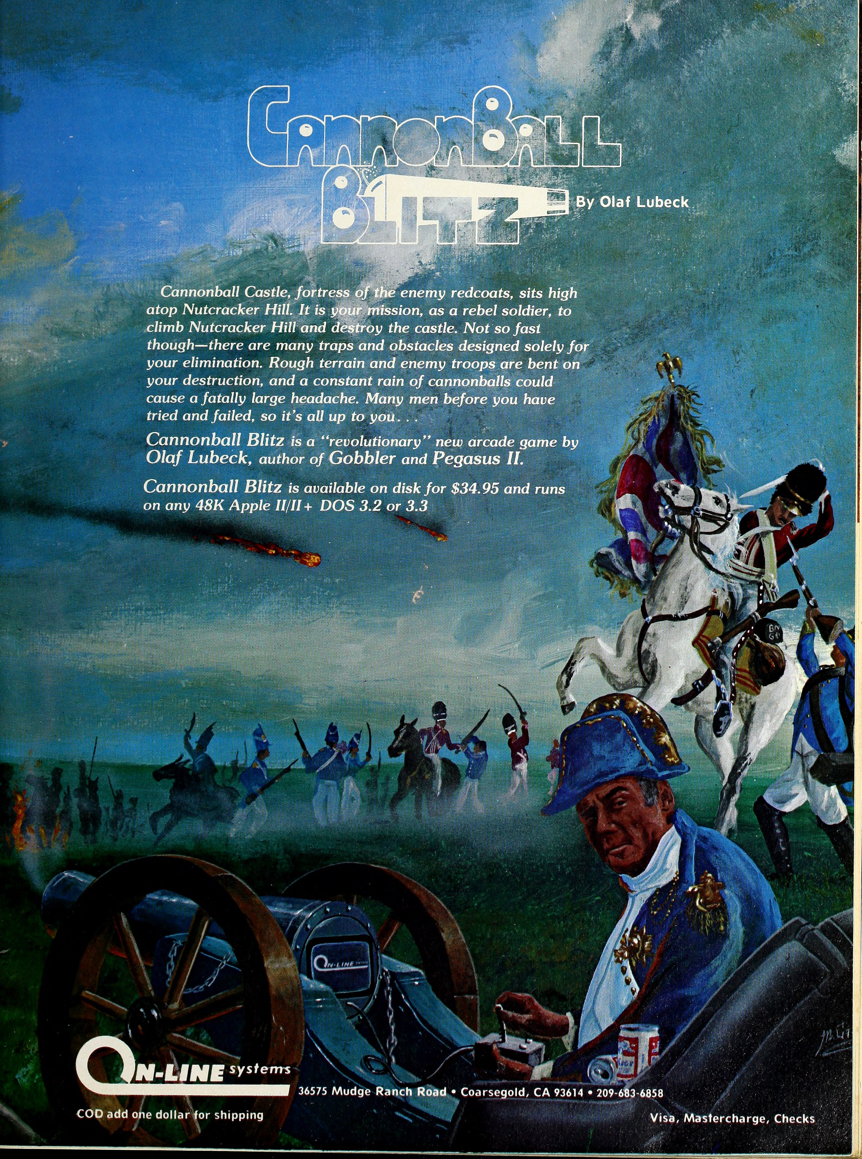 CANNONBALL
BLITZ
By Olaf Lubeck
Cannonball Castle, fortress of the enemy redcoats, sits high
atop Nutcracker Hill. It is your mission, as a rebel soldier, to
climb Nutcracker Hill and destroy the castle. Not so fast
though—there are many traps and obstacles designed solely for
your elimination. Rough terrain and enemy troops are bent on
your destruction, and a constant rain of cannonballs could
cause a fatally large headache. Many men before you have
tried and failed, so it's all up to you. . .
Cannonball Blitz is a "revolutionary" new arcade game by
Olaf Lubeck, author of Gobbler and Pegasus II.
Cannonball Blitz is available on disk for $34.95 and runs
on any 48K Apple II/II+ DOS 3.2 or 3.3
ON-LINE
ON-LINE systems
36575 Mudge Ranch Road • Coarsegold, CA 93614 • 209-683-6858
COD add one dollar for shipping
Visa, Mastercharge, Checks